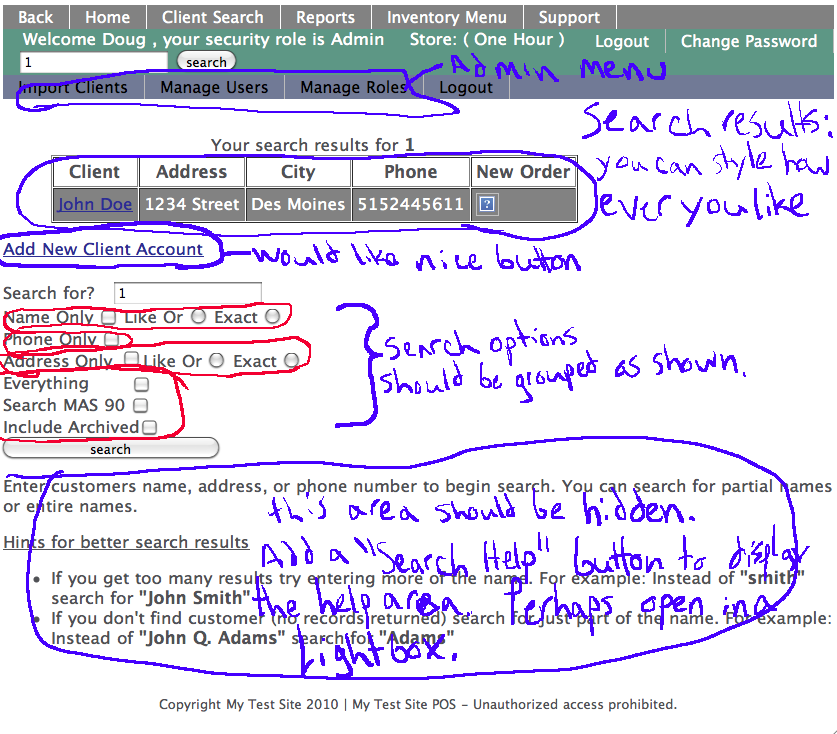 Back Home Client Search Reports Inventory Menu Support
Welcome Doug , your security role is Admin Store: ( One Hour ) Logout Change Password
1 search
Admin menu
Import Clients Manage Users Manage Roles Logout
Search results:
you can style how
ever you like
Your search results for 1
Client Address City Phone New Order
John Doe 1234 Street Des Moines 5152445611 ?
Add New Client Account
would like nice button
Search for? 1
Name Only Like Or Exact
Phone Only
Address Only Like Or Exact
Everything
Search MAS 90
Include Archived
search
Search options
should be grouped as shown.
Enter customers name, address, or phone number to begin search. You can search for partial names
or entire names.
Hints for better search results
• If you get too many results try entering more of the name. For example: Instead of "smith"
search for "John Smith"
• If you don't find customer (no records returned) search for just part of the name. For example:
Instead of "John Q. Adams" search for "Adams"
this area should be hidden.
Add a "Search Help" button to display
the help area. Perhaps open in a
Lightbox.
Copyright My Test Site 2010 | My Test Site POS - Unauthorized access prohibited.